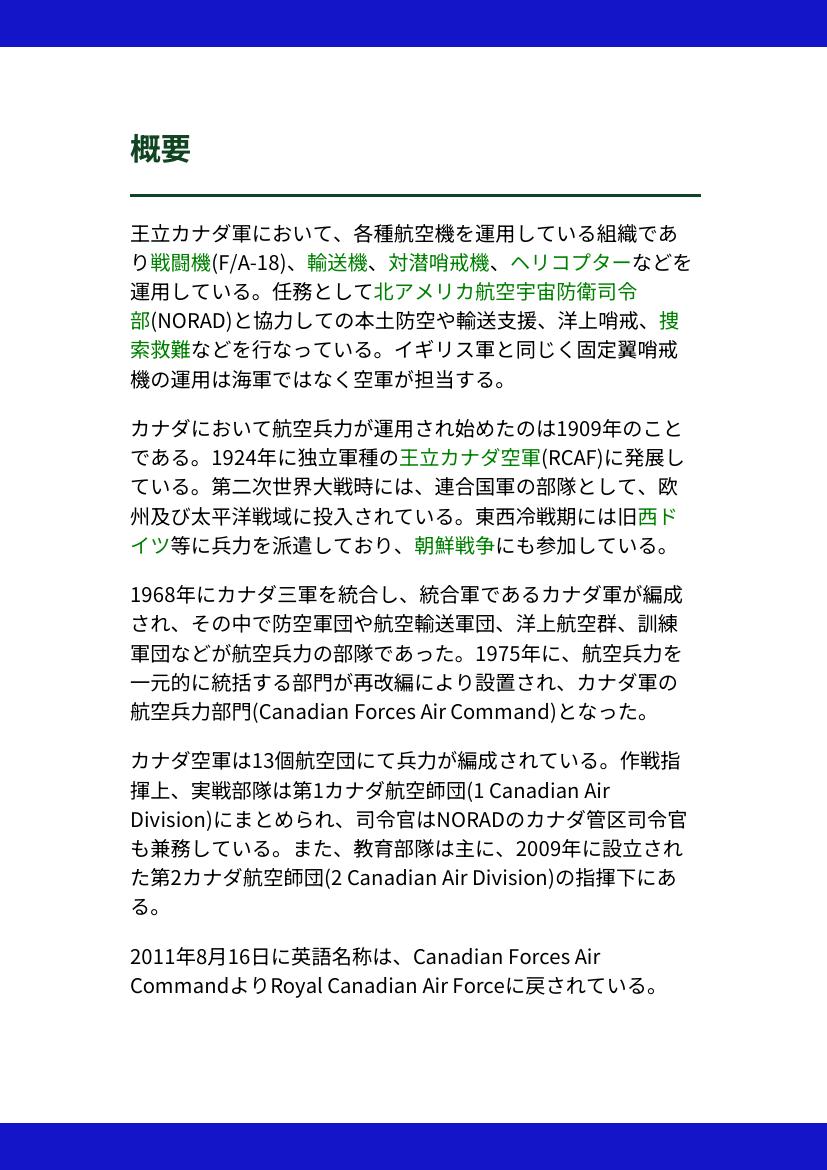 概要
王立カナダ軍において、各種航空機を運用している組織であ
り戦闘機(F/A-18)、輸送機、対潜哨戒機、ヘリコプターなどを
運用している。任務として北アメリカ航空宇宙防衛司令
部(NORAD)と協力しての本土防空や輸送支援、洋上哨戒、捜
索救難などを行なっている。イギリス軍と同じく固定翼哨戒
機の運用は海軍ではなく空軍が担当する。
カナダにおいて航空兵力が運用され始めたのは1909年のこと
である。1924年に独立軍種の王立カナダ空軍(RCAF)に発展し
ている。第二次世界大戦時には、連合国軍の部隊として、欧
州及び太平洋戦域に投入されている。東西冷戦期には旧西ド
イツ等に兵力を派遣しており、朝鮮戦争にも参加している。
1968年にカナダ三軍を統合し、統合軍であるカナダ軍が編成
され、その中で防空軍団や航空輸送軍団、洋上航空群、訓練
軍団などが航空兵力の部隊であった。1975年に、航空兵力を
一元的に統括する部門が再改編により設置され、カナダ軍の
航空兵力部門(Canadian Forces Air Command)となった。
カナダ空軍は13個航空団にて兵力が編成されている。作戦指
揮上、実戦部隊は第1カナダ航空師団(1 Canadian Air
Division)にまとめられ、司令官はNORADのカナダ管区司令官
も兼務している。また、教育部隊は主に、2009年に設立され
た第2カナダ航空師団(2 Canadian Air Division)の指揮下にあ
る。
2011年8月16日に英語名称は、Canadian Forces Air
CommandよりRoyal Canadian Air Forceに戻されている。